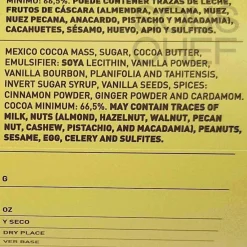 MÍNIMO: 66,5%. PUEDE CONTENER TRAZAS DE LECHE,
FRUTOS DE CÁSCARA (ALMENDRA, AVELLANA, NUEZ,
NUEZ PECANA, ANACARDO, PISTACHO Y MACADAMIA),
CACAHUETES, SÉSAMO, HUEVO, APIO Y SULFITOS.
MEXICO COCOA MASS, SUGAR, COCOA BUTTER,
EMULSIFIER: SOYA LECITHIN, VANILLA POWDER,
VANILLA BOURBON, PLANIFOLIA AND TAHITENSIS,
INVERT SUGAR SYRUP, VANILLA SEEDS, SPICES:
CINNAMON POWDER, GINGER POWDER AND CARDAMOM.
COCOA MINIMUM: 66,5%. MAY CONTAIN TRACES OF
MILK, NUTS (ALMOND, HAZELNUT, WALNUT, PECAN
NUT, CASHEW, PISTACHIO, AND MACADAMIA), PEANUTS,
SESAME, EGG, CELERY AND SULFITES.
G
OZ
Y SECO
DRY PLACE
VER BASE